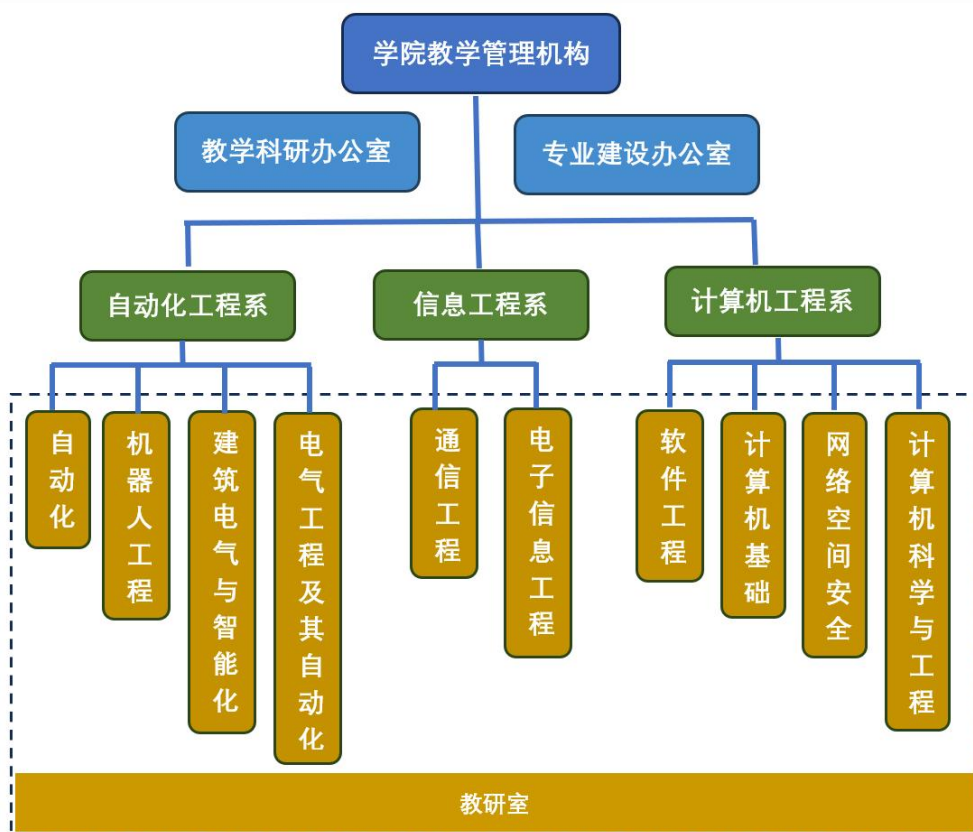 学院教学管理机构
教学科研办公室
专业建设办公室
自动化工程系
信息工程系
计算机工程系
自动化
机器人工程
建筑电气与智能化
电气工程及其自动化
通信工程
电子信息工程
软件工程
计算机基础
网络空间安全
计算机科学与工程
教研室